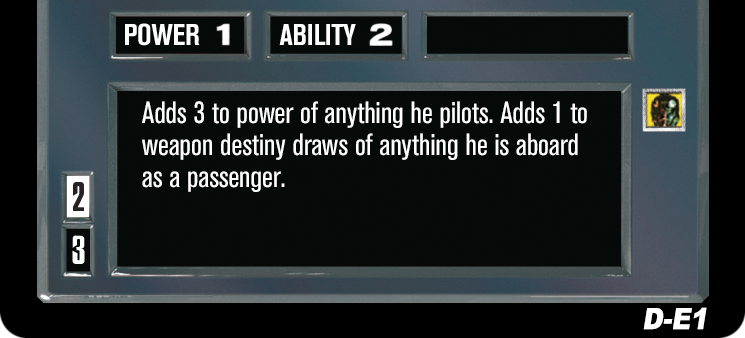 POWER 1 ABILITY 2
Adds 3 to power of anything he pilots. Adds 1 to
weapon destiny draws of anything he is aboard
as a passenger.
2
3
D-E1